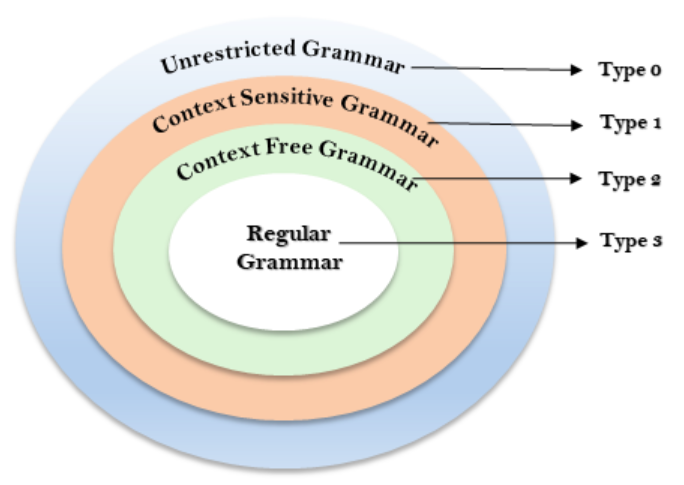 Unrestricted Grammar
Type 0
Context Sensitive Grammar
Type 1
Context Free Grammar
Type 2
Regular
Grammar
Type 3